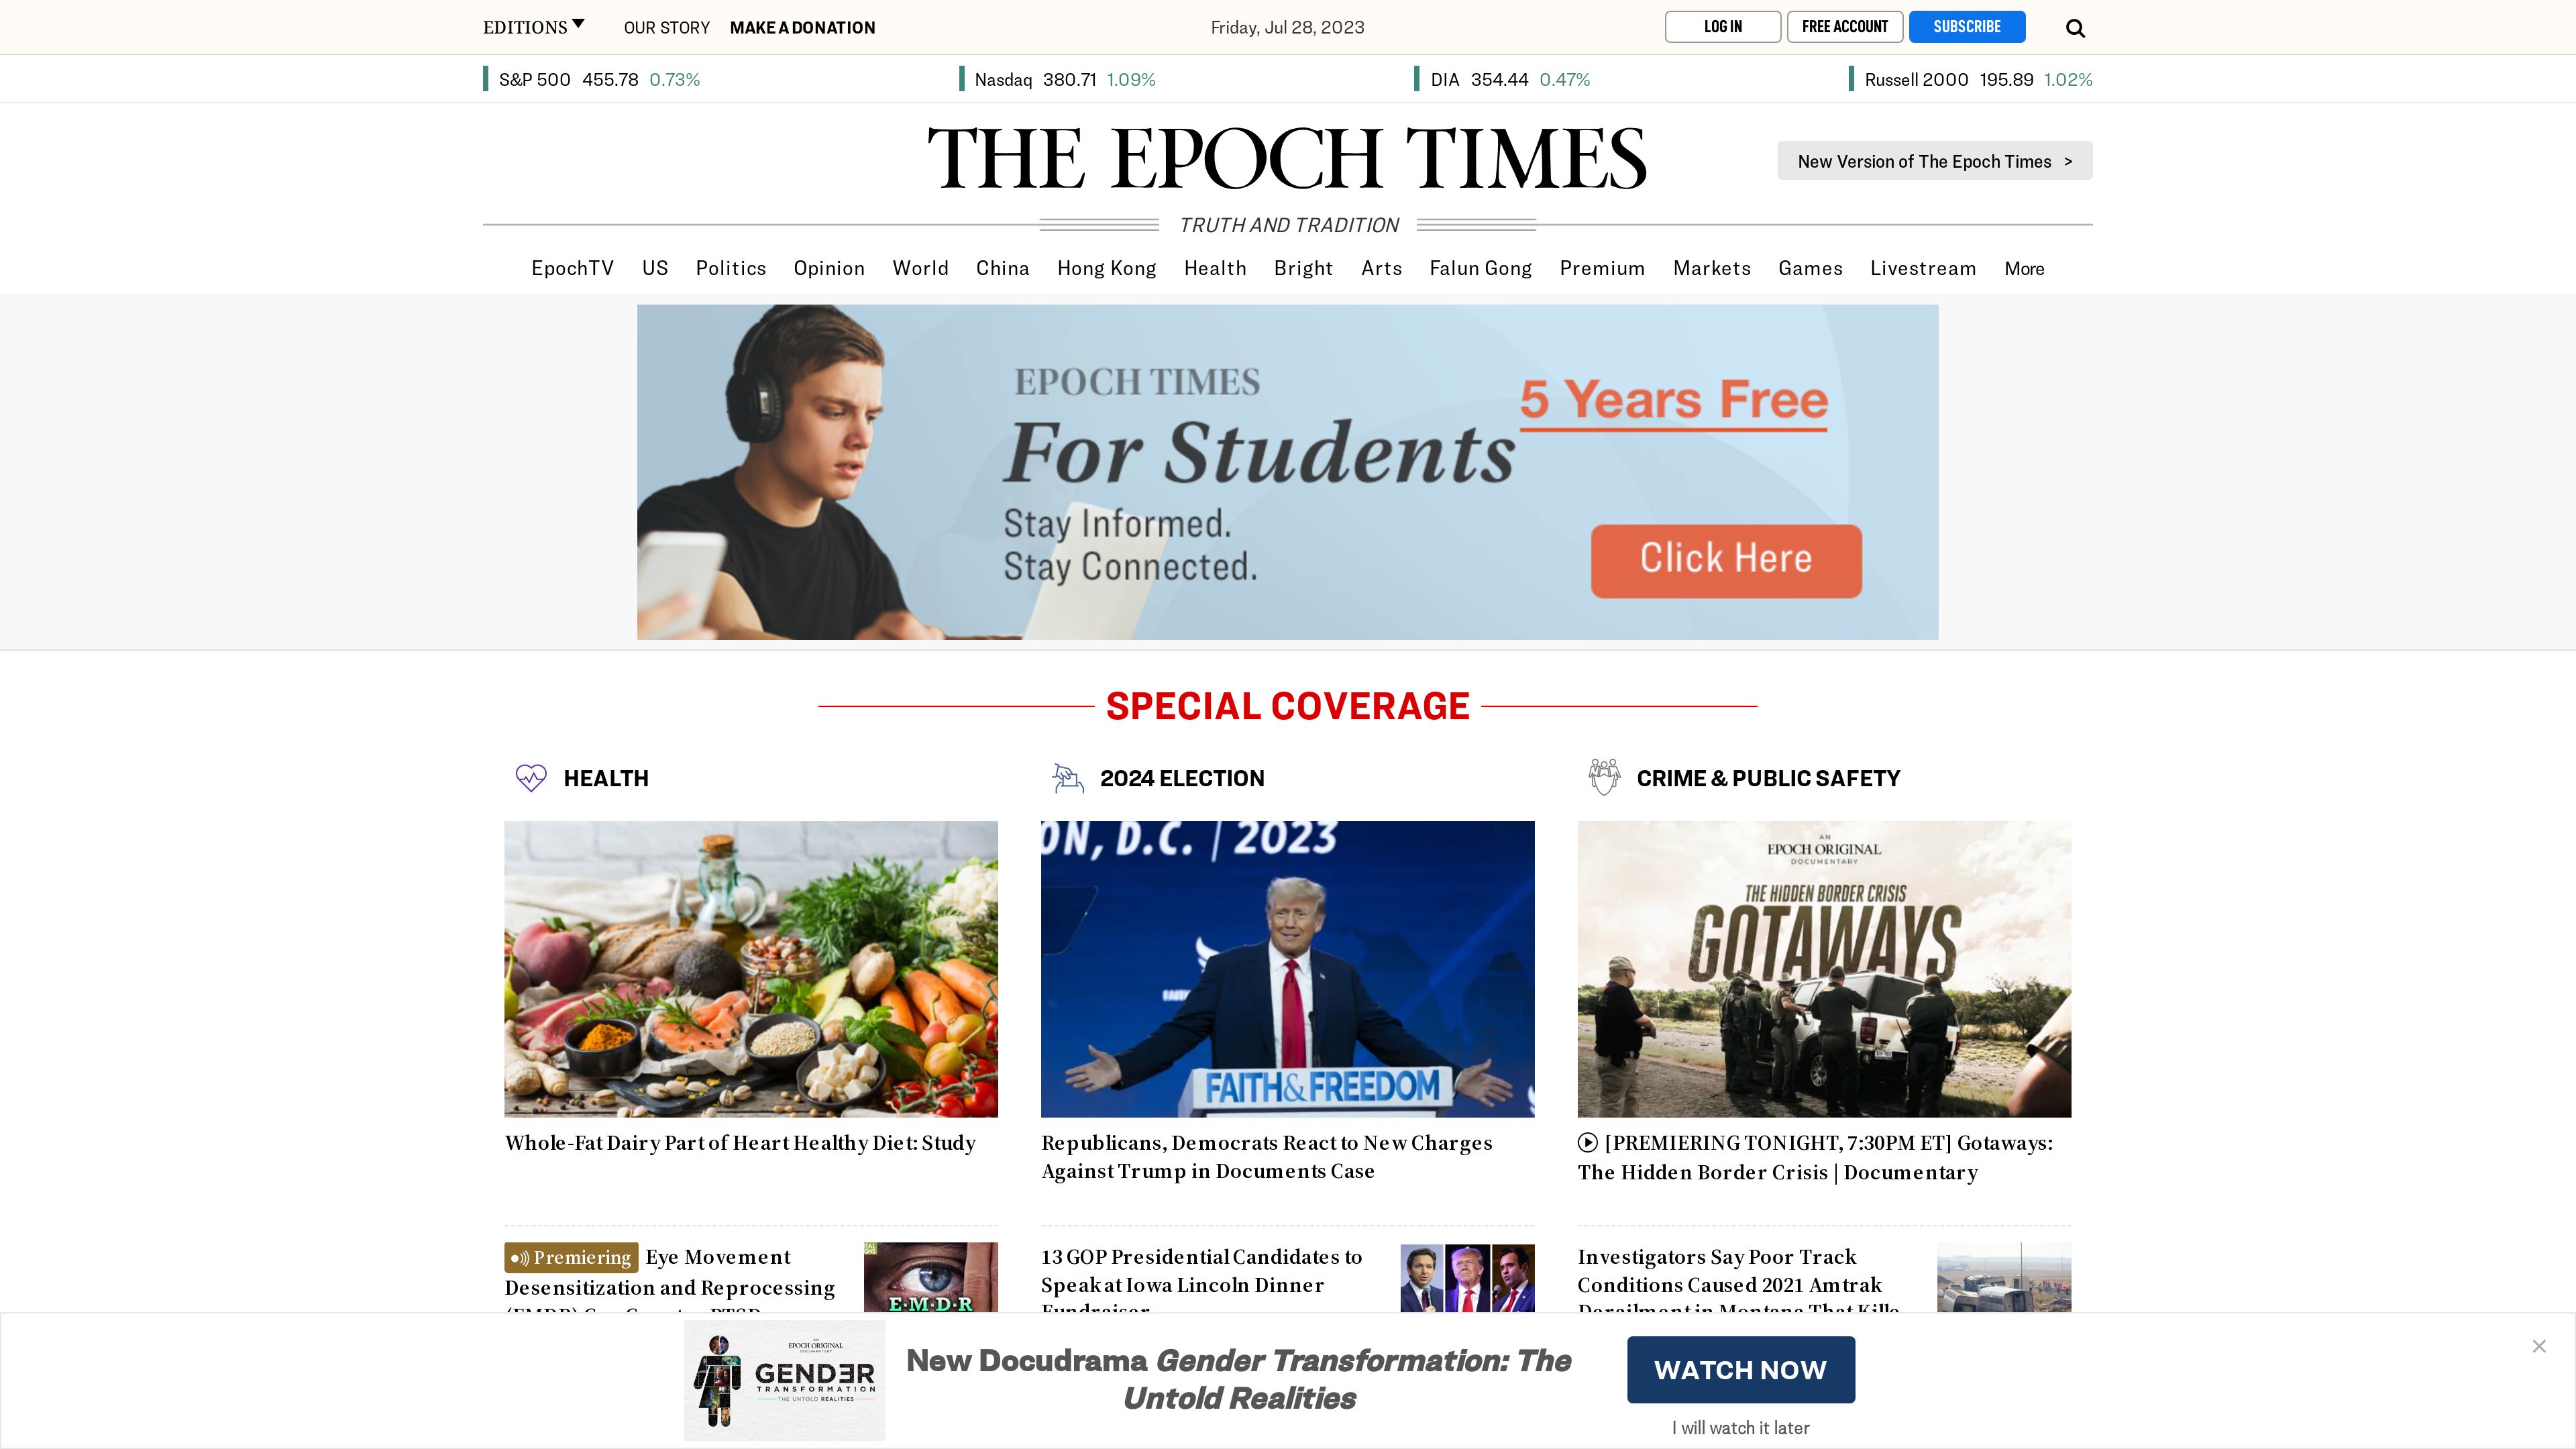 EDITIONS OUR STORY MAKE A DONATION Friday, Jul 28, 2023 LOG IN FREE ACCOUNT SUBSCRIBE
S&P 500 455.78 0.73% Nasdaq 380.71 1.09% DIA 354.44 0.47% Russell 2000 195.89 1.02%
THE EPOCH TIMES
New Version of The Epoch Times >
TRUTH AND TRADITION
EpochTV US Politics Opinion World China Hong Kong Health Bright Arts Falun Gong Premium Markets Games Livestream More
EPOCH TIMES
For Students
5 Years Free
Stay Informed.
Stay Connected.
Click Here
SPECIAL COVERAGE
HEALTH
2024 ELECTION
CRIME & PUBLIC SAFETY
ON, D.C. | 2023
FAITH&FREEDOM
AN
EPOCH ORIGINAL
DOCUMENTARY
THE HIDDEN BORDER CRISIS
GOTAWAYS
Whole-Fat Dairy Part of Heart Healthy Diet: Study
Republicans, Democrats React to New Charges
Against Trump in Documents Case
[PREMIERING TONIGHT, 7:30PM ET] Gotaways:
The Hidden Border Crisis | Documentary
Premiering Eye Movement
Desensitization and Reprocessing
E·M·D·R
13 GOP Presidential Candidates to
Speak at Iowa Lincoln Dinner
Fundraiser
Investigators Say Poor Track
Conditions Caused 2021 Amtrak
Derailment in Montana That Kille
AN
EPOCH ORIGINAL
DOCUMENTARY
GENDER
TRANSFORMATION
THE UNTOLD REALITIES
New Docudrama Gender Transformation: The
Untold Realities
WATCH NOW
I will watch it later